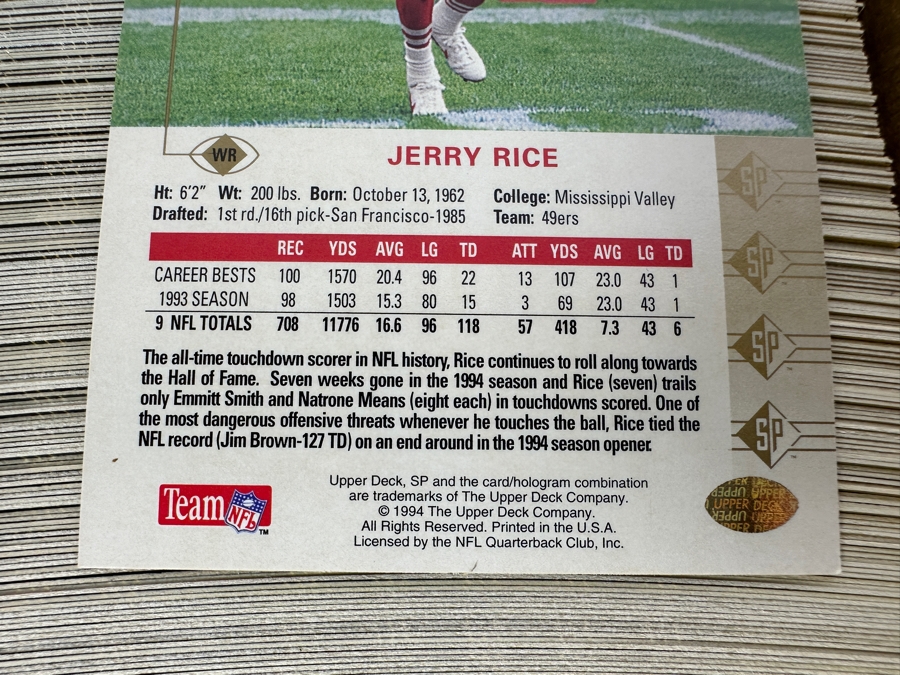 WR
JERRY RICE
Ht: 6'2" Wt: 200 lbs. Born: October 13, 1962 College: Mississippi Valley
Drafted: 1st rd./16th pick-San Francisco-1985 Team: 49ers
REC YDS AVG LG TD ATT YDS AVG LG TD
CAREER BESTS 100 1570 20.4 96 22 13 107 23.0 43 1
1993 SEASON 98 1503 15.3 80 15 3 69 23.0 43 1
9 NFL TOTALS 708 11776 16.6 96 118 57 418 7.3 43 6
The all-time touchdown scorer in NFL history, Rice continues to roll along towards
the Hall of Fame. Seven weeks gone in the 1994 season and Rice (seven) trails
only Emmitt Smith and Natrone Means (eight each) in touchdowns scored. One of
the most dangerous offensive threats whenever he touches the ball, Rice tied the
NFL record (Jim Brown-127 TD) on an end around in the 1994 season opener.
SP
SP
SP
SP
Team NFL ™
Upper Deck, SP and the card/hologram combination
are trademarks of The Upper Deck Company.
© 1994 The Upper Deck Company.
All Rights Reserved. Printed in the U.S.A.
Licensed by the NFL Quarterback Club, Inc.
UPPER DECK